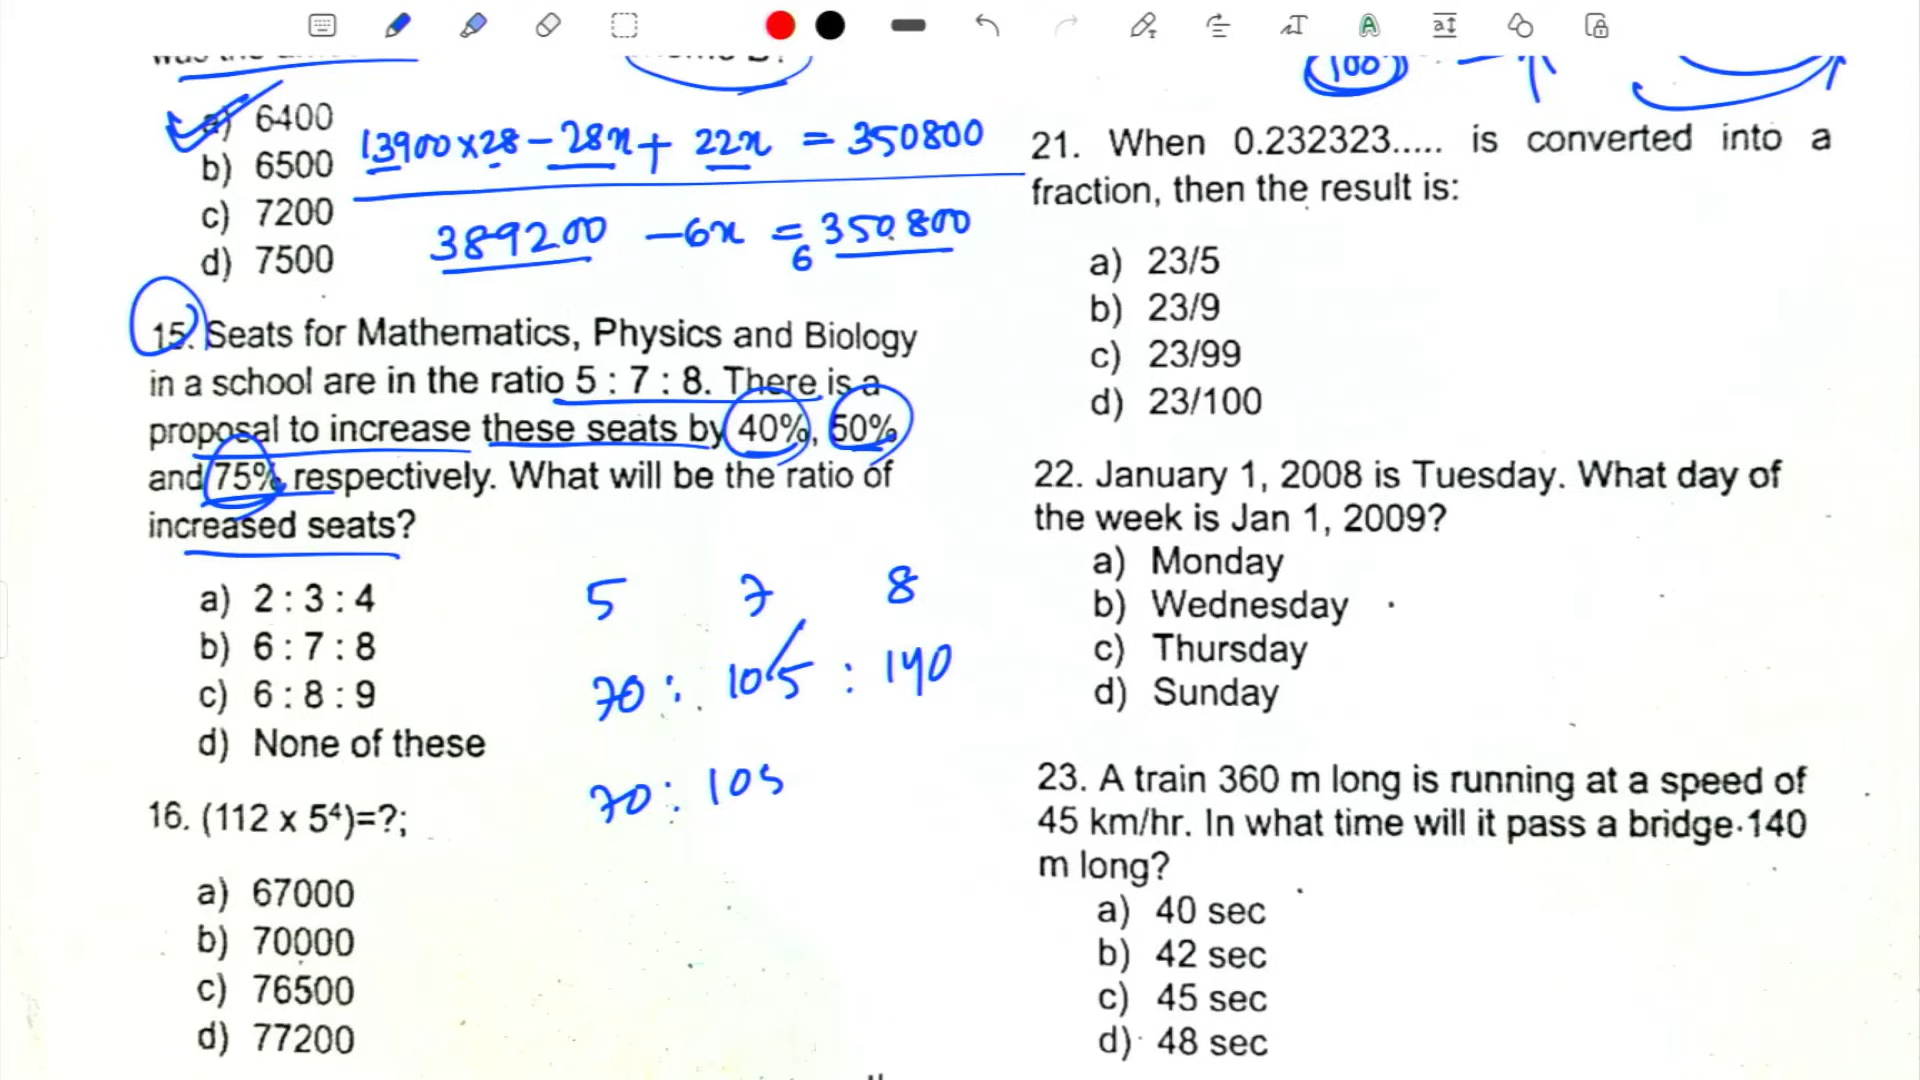 a) 6400
b) 6500
c) 7200
d) 7500
13900×28 - 28x + 22x = 350800
389200 - 6x = 350800
6
15. Seats for Mathematics, Physics and Biology
in a school are in the ratio 5 : 7 : 8. There is a
proposal to increase these seats by 40%, 50%
and 75% respectively. What will be the ratio of
increased seats?
a) 2 : 3 : 4
b) 6 : 7 : 8
c) 6 : 8 : 9
d) None of these
5 7 8
70 : 105 : 140
70 : 105
16. (112 x 5⁴)=?;
a) 67000
b) 70000
c) 76500
d) 77200
100
21. When 0.232323..... is converted into a
fraction, then the result is:
a) 23/5
b) 23/9
c) 23/99
d) 23/100
22. January 1, 2008 is Tuesday. What day of
the week is Jan 1, 2009?
a) Monday
b) Wednesday
c) Thursday
d) Sunday
23. A train 360 m long is running at a speed of
45 km/hr. In what time will it pass a bridge 140
m long?
a) 40 sec
b) 42 sec
c) 45 sec
d) 48 sec